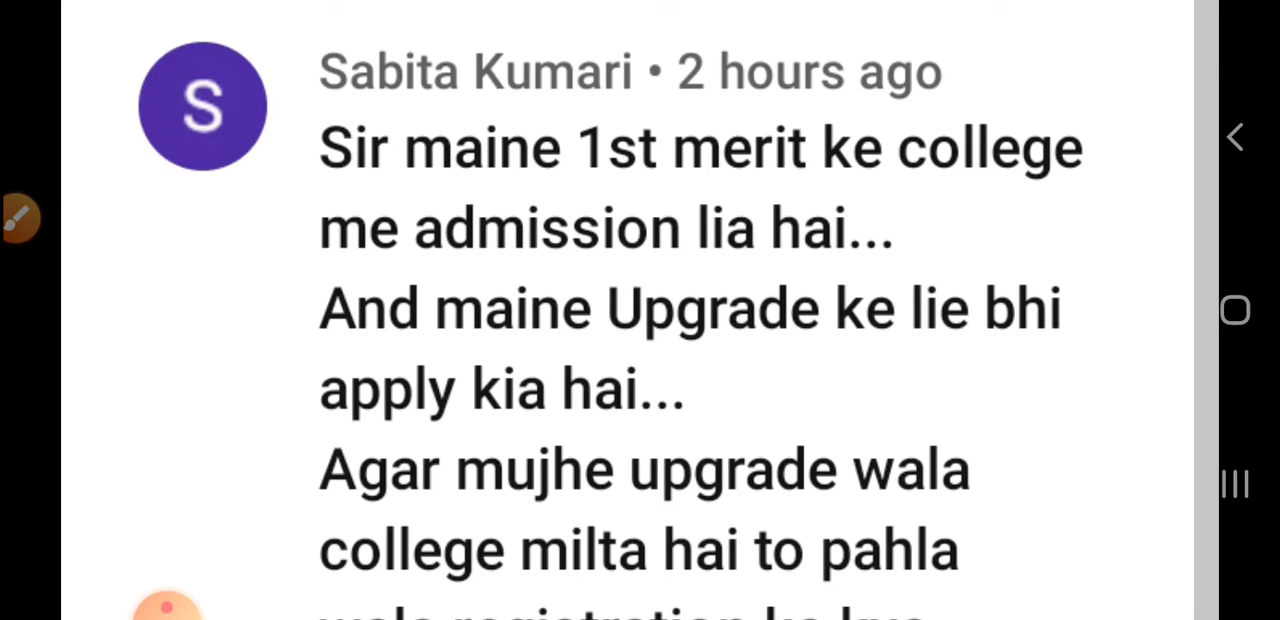 S
Sabita Kumari • 2 hours ago
Sir maine 1st merit ke college
me admission lia hai...
And maine Upgrade ke lie bhi
apply kia hai...
Agar mujhe upgrade wala
college milta hai to pahla